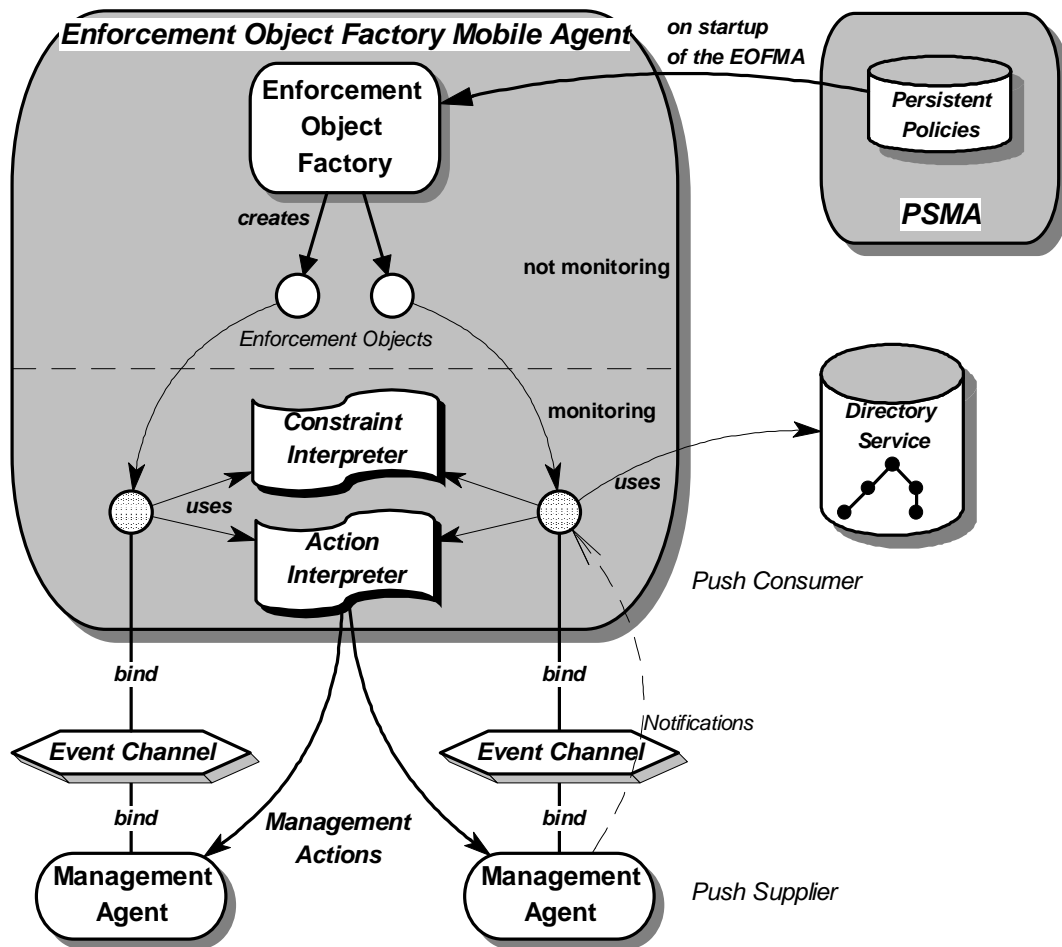 Enforcement Object Factory Mobile Agent
on startup
of the EOFMA
Enforcement
Object
Factory
Persistent
Policies
PSMA
creates
not monitoring
Enforcement Objects
monitoring
Constraint
Interpreter
Directory
Service
uses
uses
Action
Interpreter
Push Consumer
bind
bind
Notifications
Event Channel
Event Channel
bind
bind
Management
Actions
Management
Agent
Management
Agent
Push Supplier